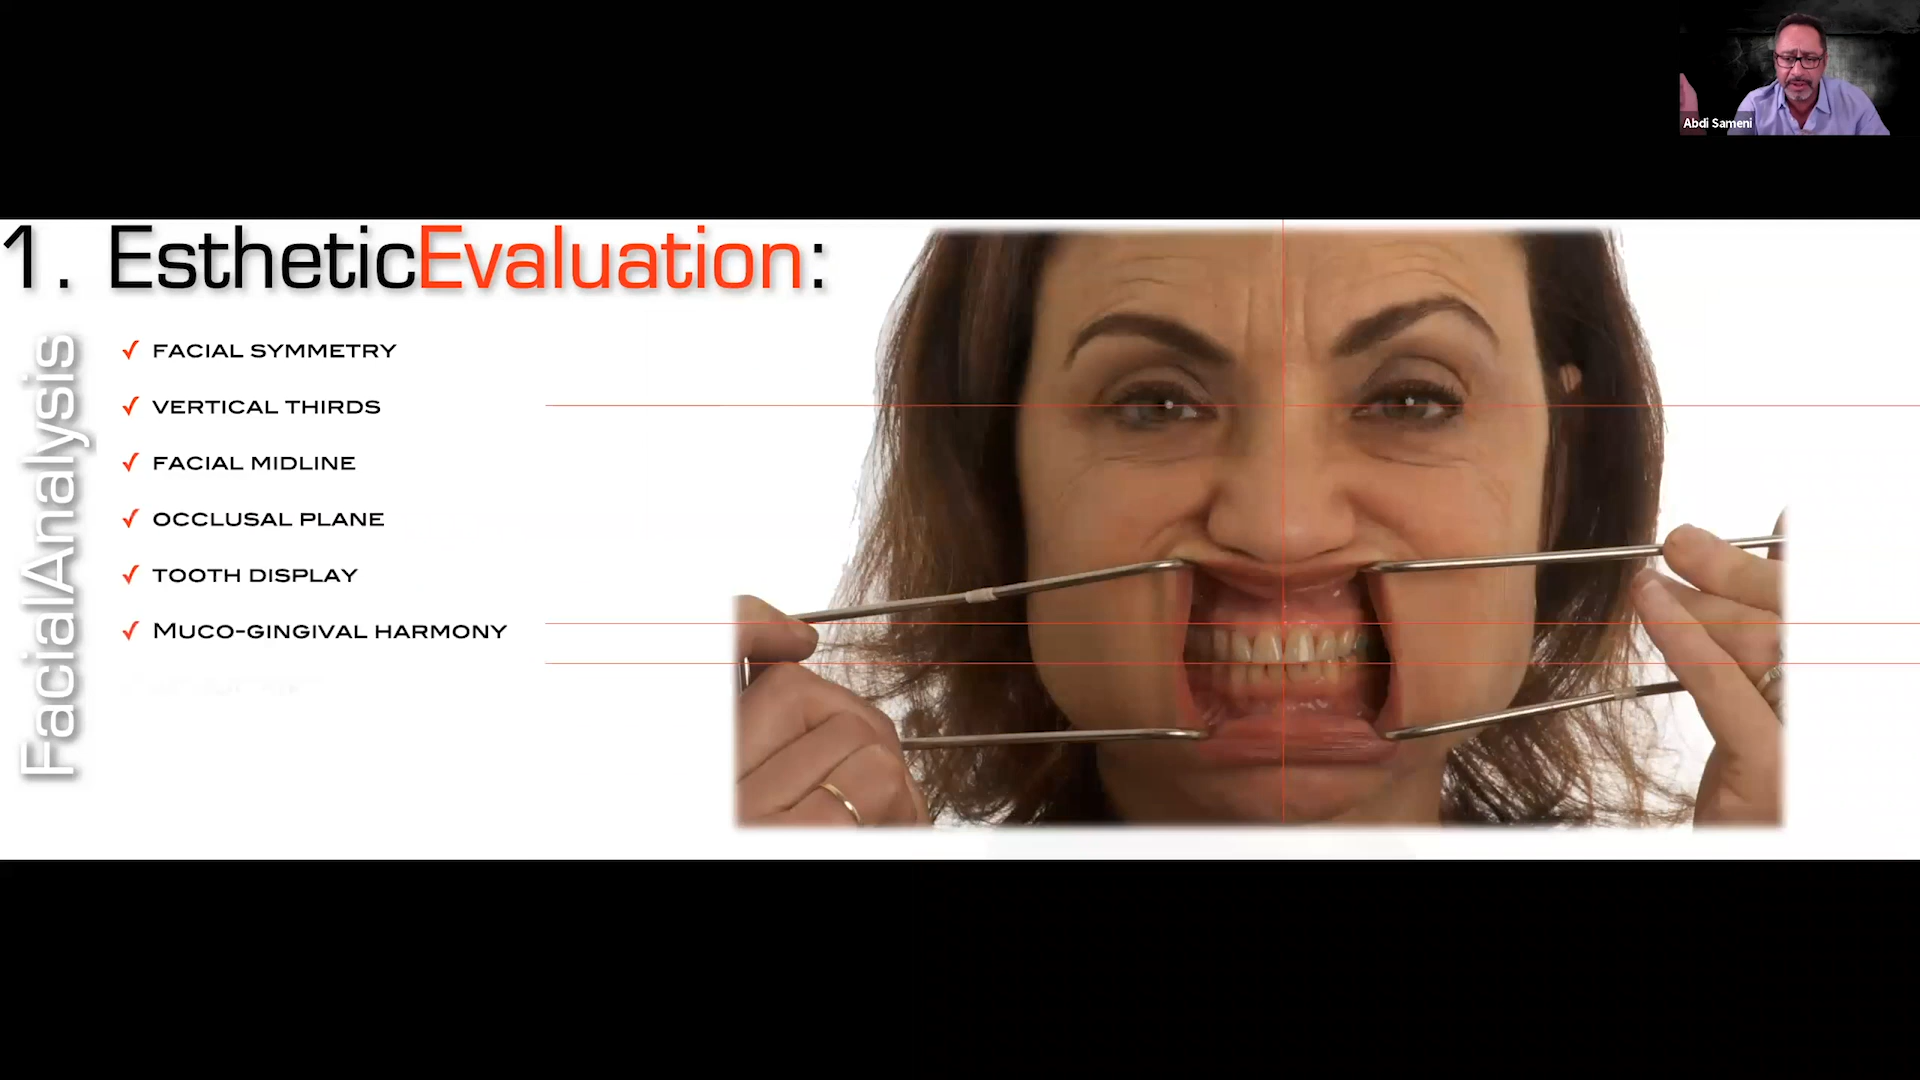 Abdi Sameni
1. EstheticEvaluation:
FacialAnalysis
✓ FACIAL SYMMETRY
✓ VERTICAL THIRDS
✓ FACIAL MIDLINE
✓ OCCLUSAL PLANE
✓ TOOTH DISPLAY
✓ MUCO-GINGIVAL HARMONY